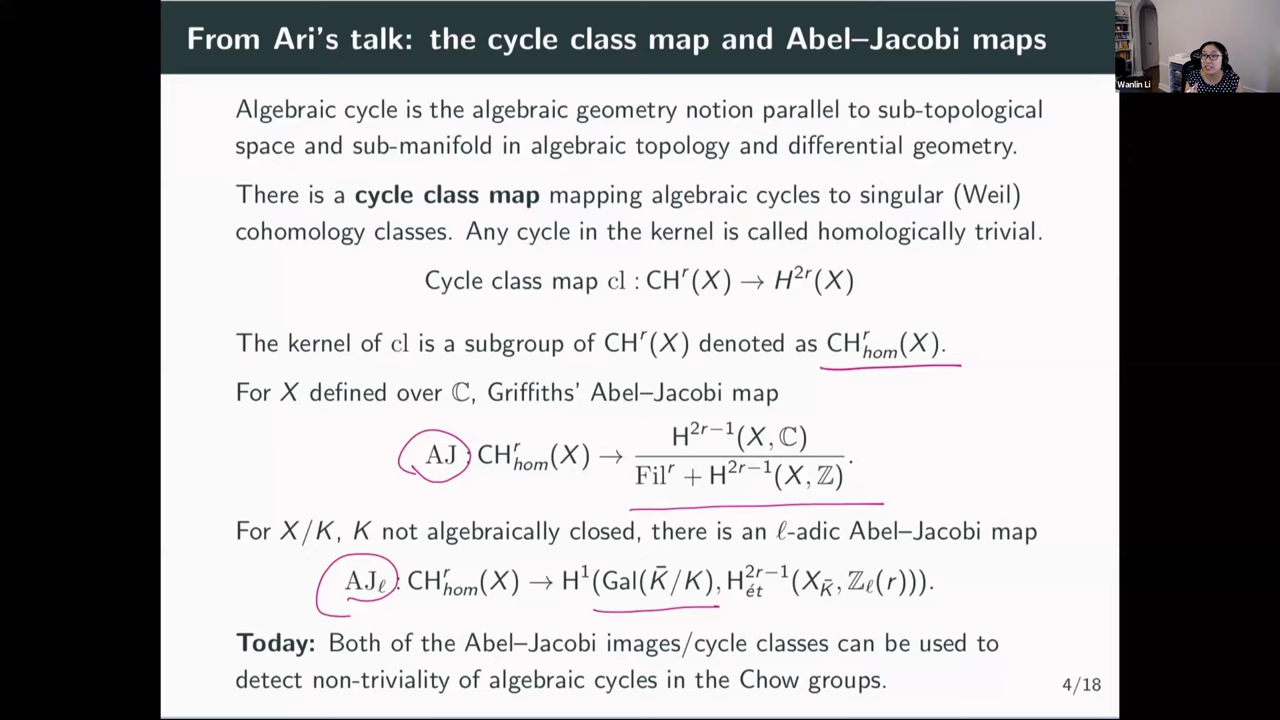 From Ari's talk: the cycle class map and Abel–Jacobi maps
Wanlin Li
Algebraic cycle is the algebraic geometry notion parallel to sub-topological
space and sub-manifold in algebraic topology and differential geometry.
There is a cycle class map mapping algebraic cycles to singular (Weil)
cohomology classes. Any cycle in the kernel is called homologically trivial.
Cycle class map cl : CH^r(X) → H^{2r}(X)
The kernel of cl is a subgroup of CH^r(X) denoted as CH^r_{hom}(X).
For X defined over ℂ, Griffiths' Abel–Jacobi map
AJ : CH^r_{hom}(X) → \frac{H^{2r−1}(X, ℂ)}{Fil^r + H^{2r−1}(X, ℤ)}.
For X/K, K not algebraically closed, there is an ℓ-adic Abel–Jacobi map
AJ_ℓ : CH^r_{hom}(X) → H^1(Gal(K̄/K), H^{2r−1}_{ét}(X_{K̄}, ℤ_ℓ(r))).
Today: Both of the Abel–Jacobi images/cycle classes can be used to
detect non-triviality of algebraic cycles in the Chow groups.
4/18